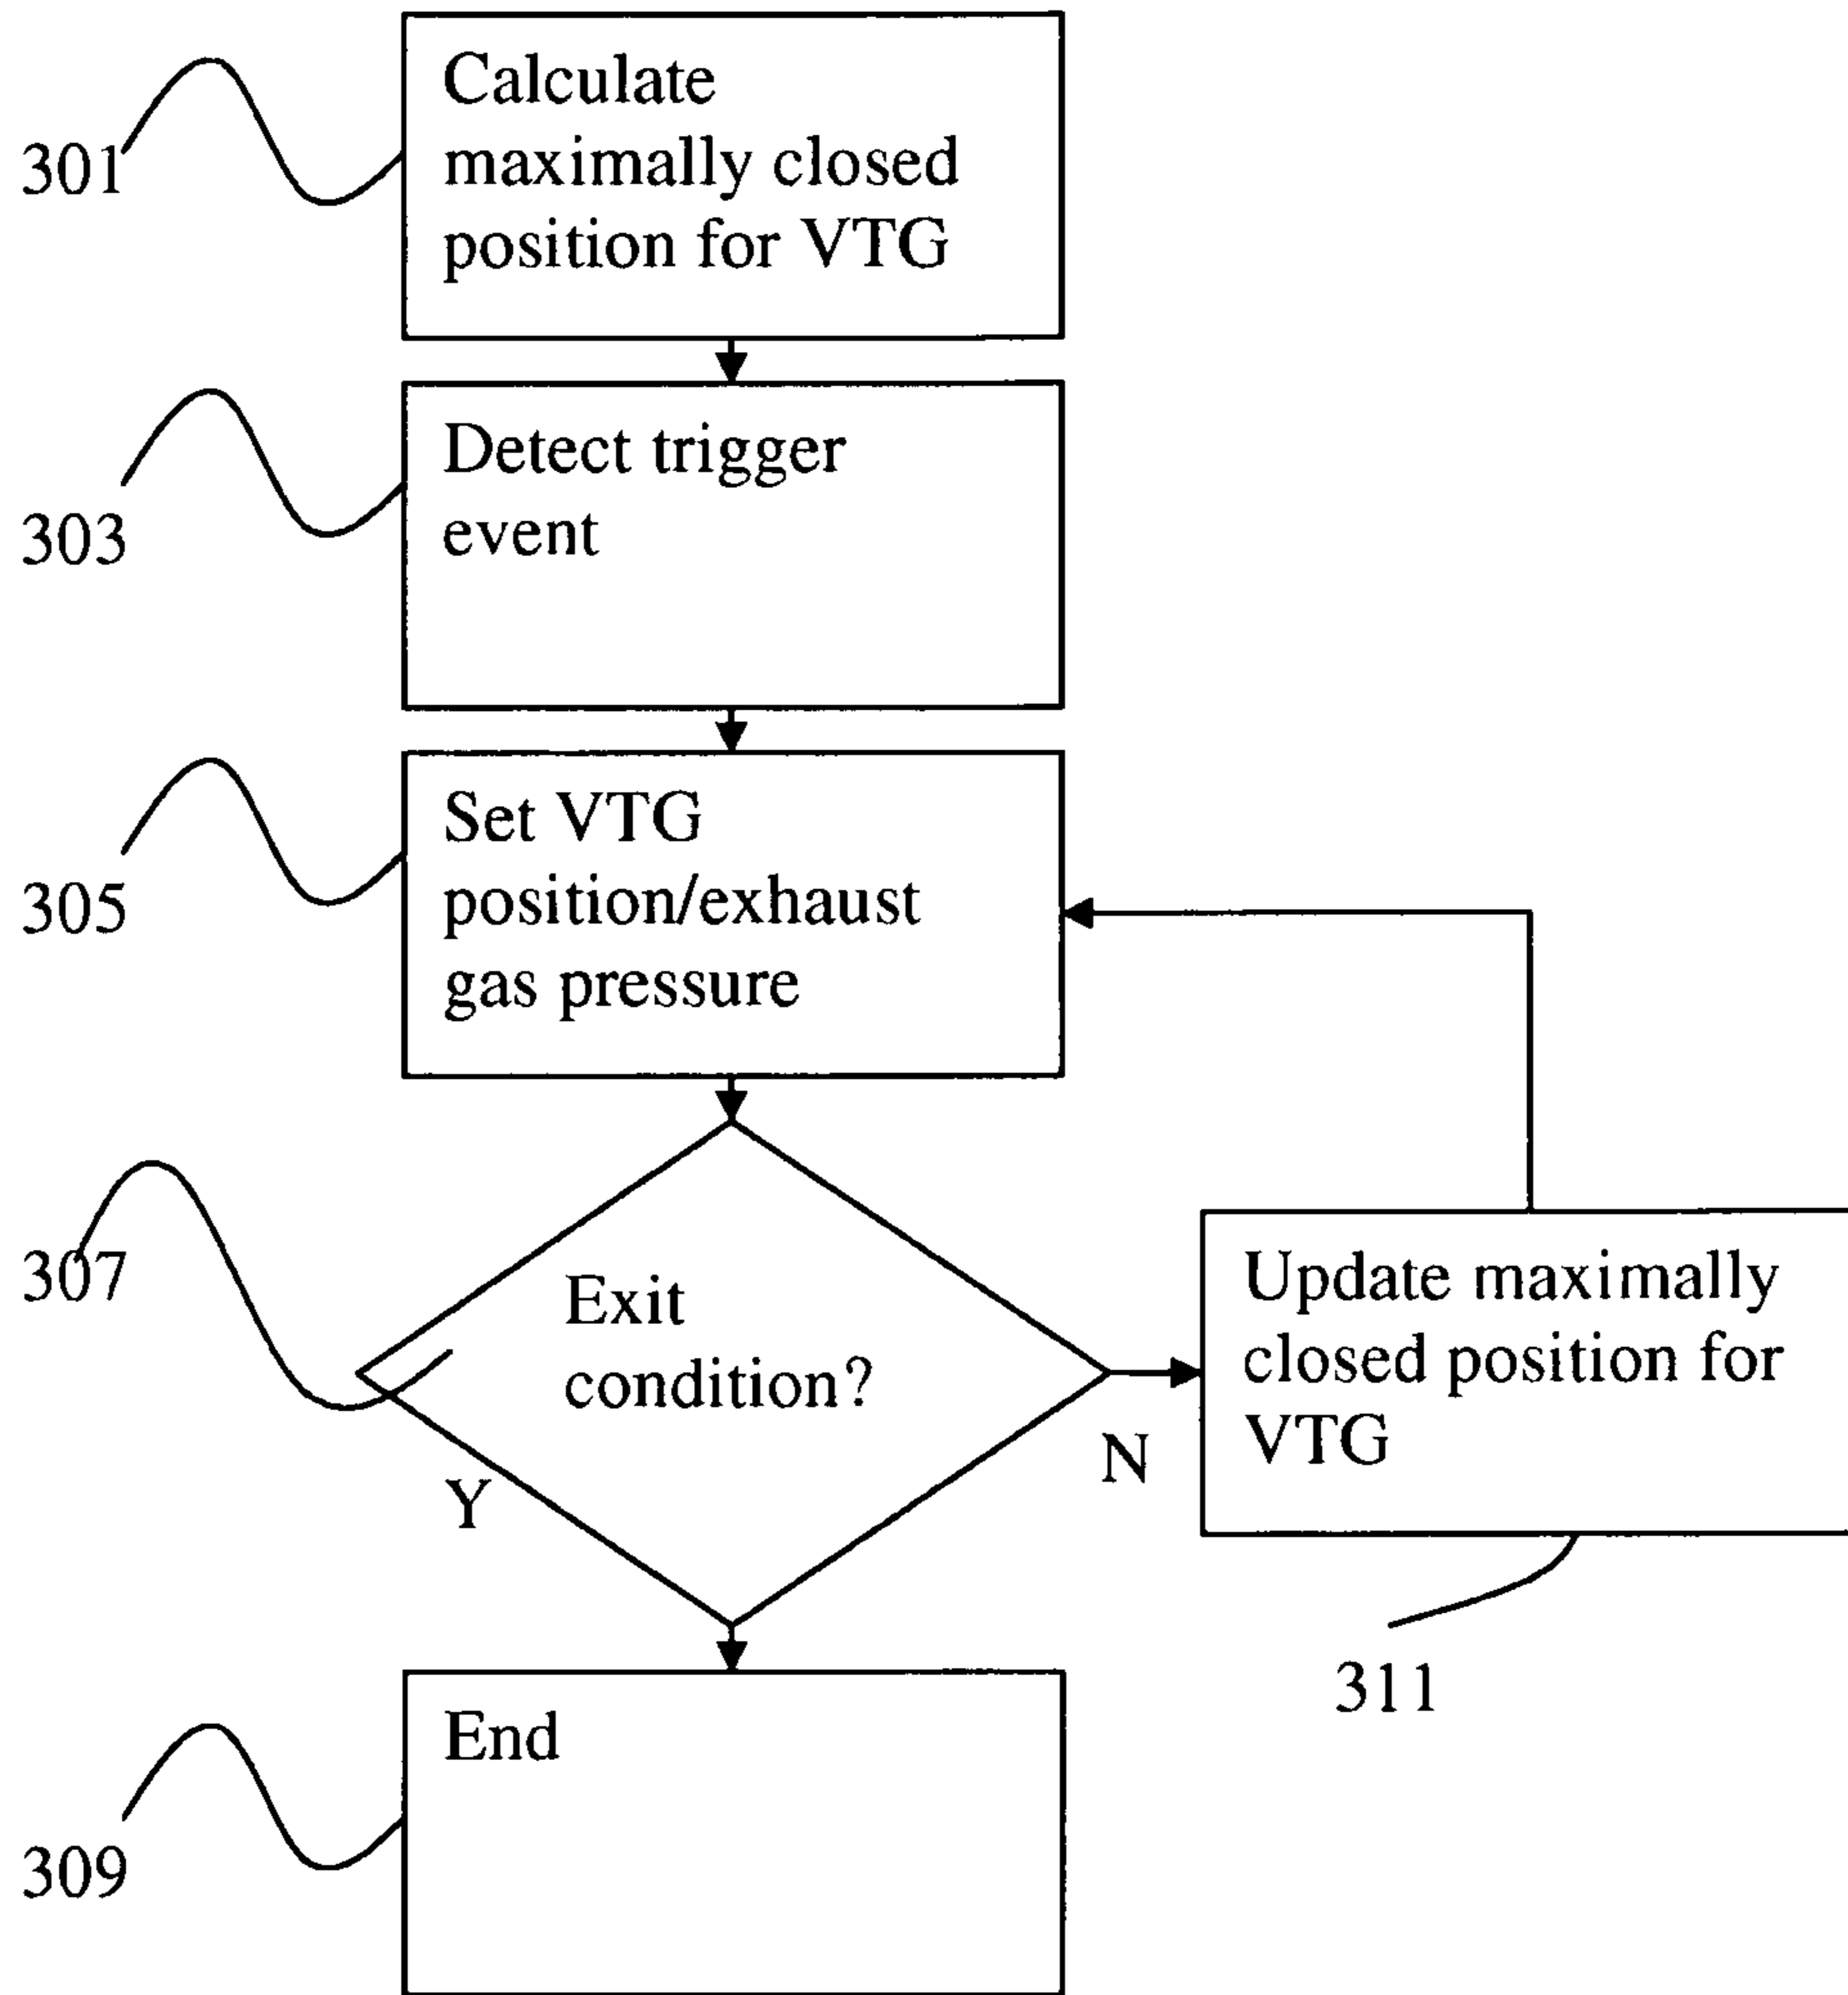 Calculate
maximally closed
position for VTG
301
Detect trigger
event
303
Set VTG
position/exhaust
gas pressure
305
307
Exit
condition?
Y
N
Update maximally
closed position for
VTG
311
End
309